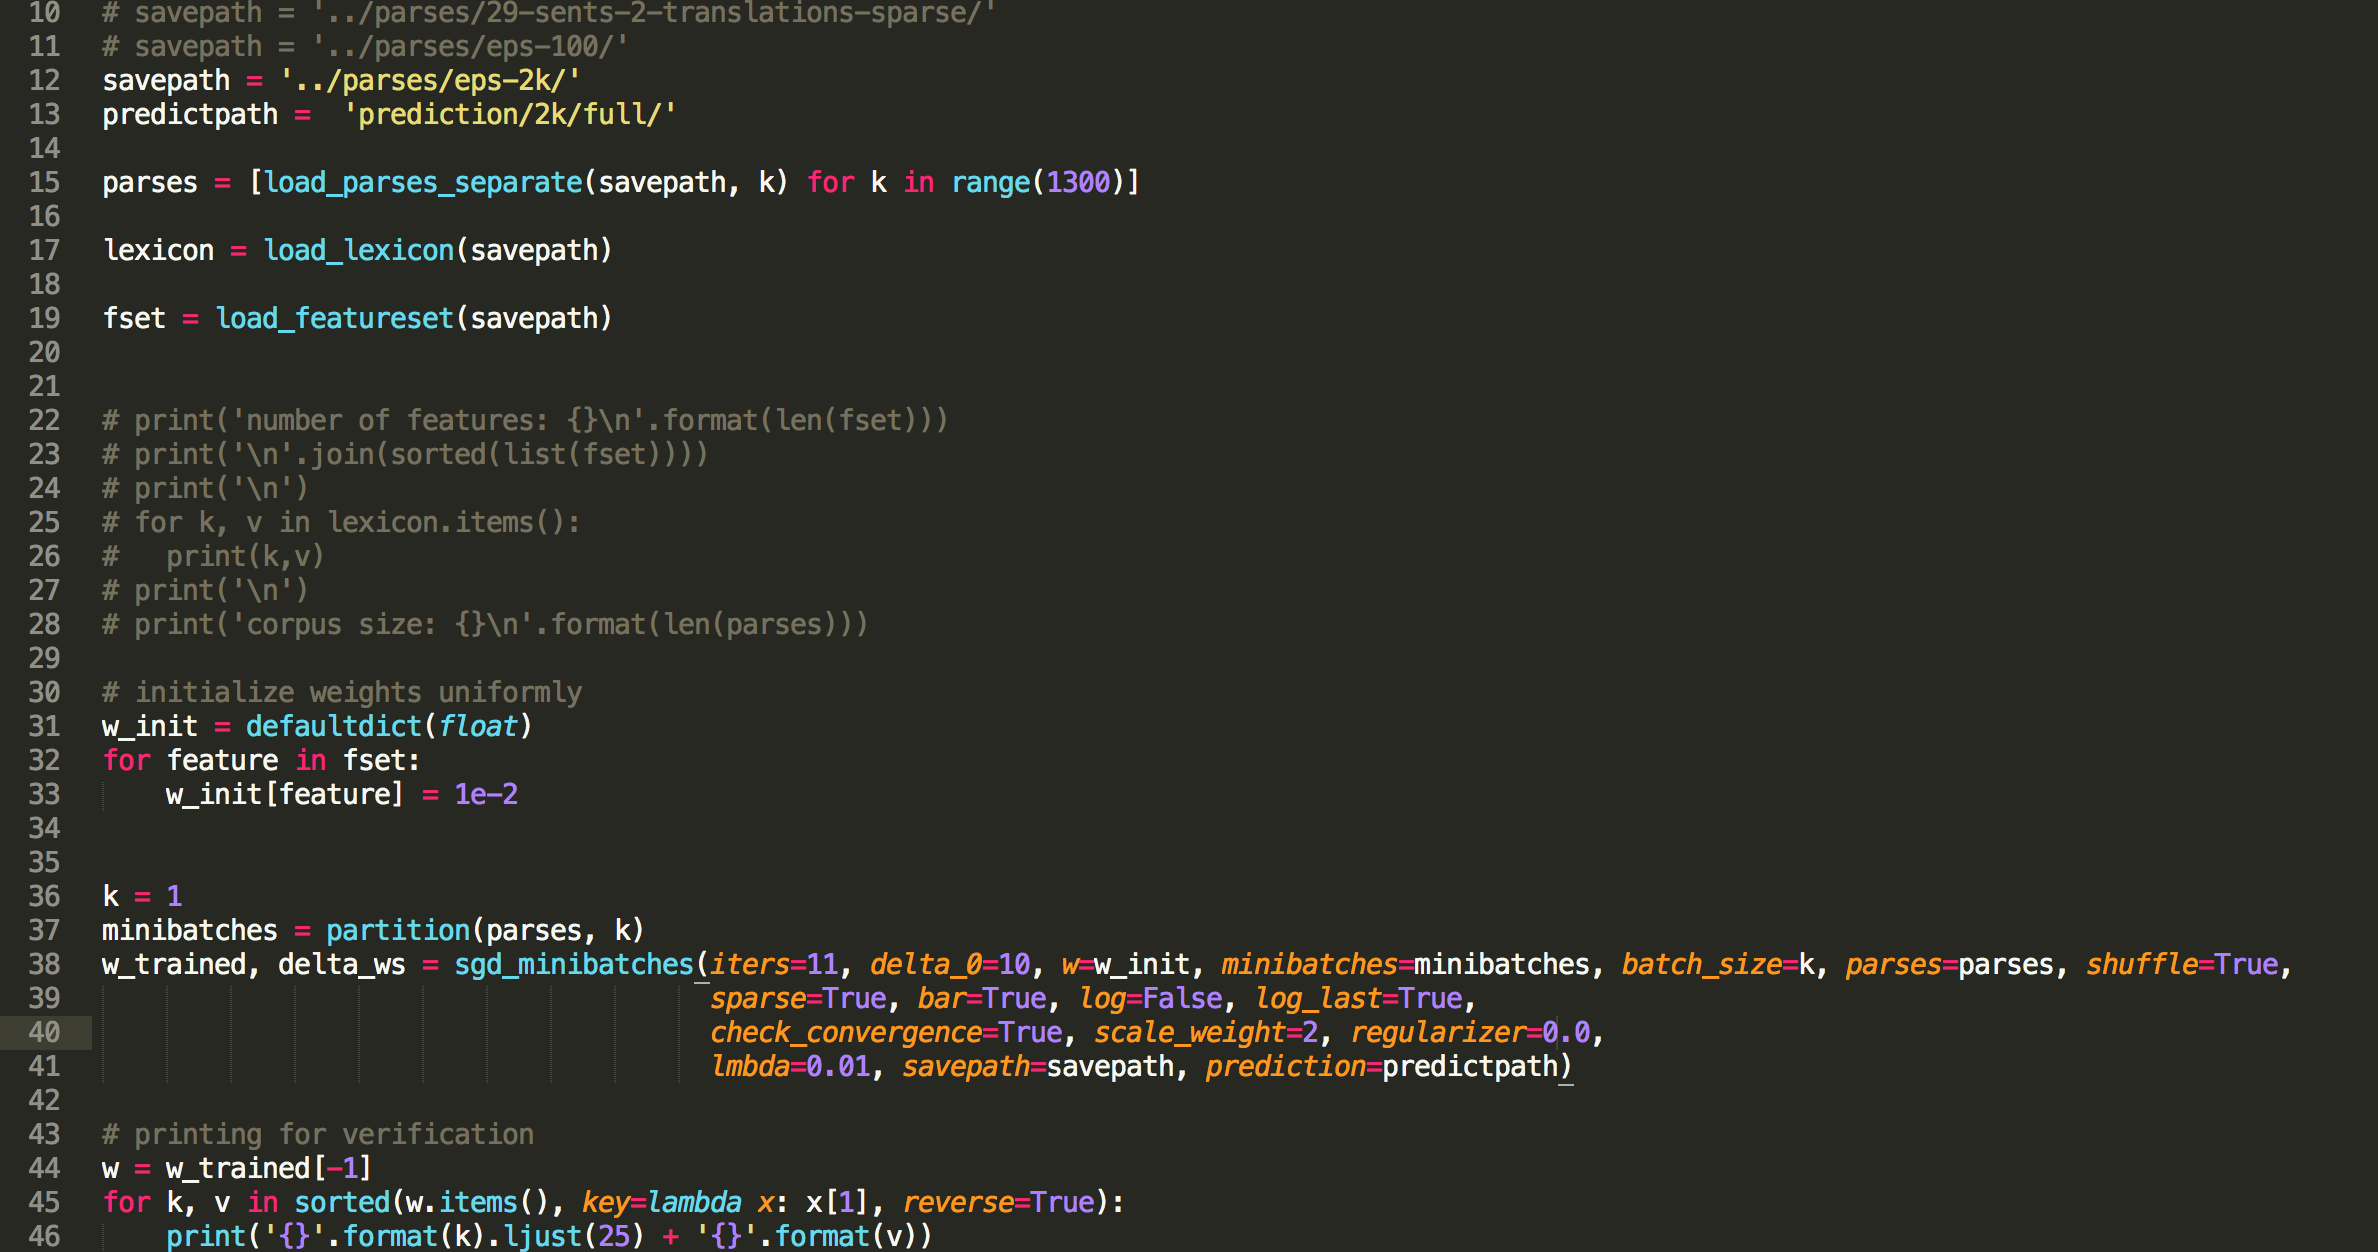 10 # savepath = '../parses/29-sents-2-translations-sparse/'
11 # savepath = '../parses/eps-100/'
12 savepath = '../parses/eps-2k/'
13 predictpath =  'prediction/2k/full/'
14
15 parses = [load_parses_separate(savepath, k) for k in range(1300)]
16
17 lexicon = load_lexicon(savepath)
18
19 fset = load_featureset(savepath)
20
21
22 # print('number of features: {}\n'.format(len(fset)))
23 # print('\n'.join(sorted(list(fset))))
24 # print('\n')
25 # for k, v in lexicon.items():
26 #   print(k,v)
27 # print('\n')
28 # print('corpus size: {}\n'.format(len(parses)))
29
30 # initialize weights uniformly
31 w_init = defaultdict(float)
32 for feature in fset:
33     w_init[feature] = 1e-2
34
35
36 k = 1
37 minibatches = partition(parses, k)
38 w_trained, delta_ws = sgd_minibatches(iters=11, delta_0=10, w=w_init, minibatches=minibatches, batch_size=k, parses=parses, shuffle=True,
39                                       sparse=True, bar=True, log=False, log_last=True,
40                                       check_convergence=True, scale_weight=2, regularizer=0.0,
41                                       lmbda=0.01, savepath=savepath, prediction=predictpath)
42
43 # printing for verification
44 w = w_trained[-1]
45 for k, v in sorted(w.items(), key=lambda x: x[1], reverse=True):
46     print('{}'.format(k).ljust(25) + '{}'.format(v))